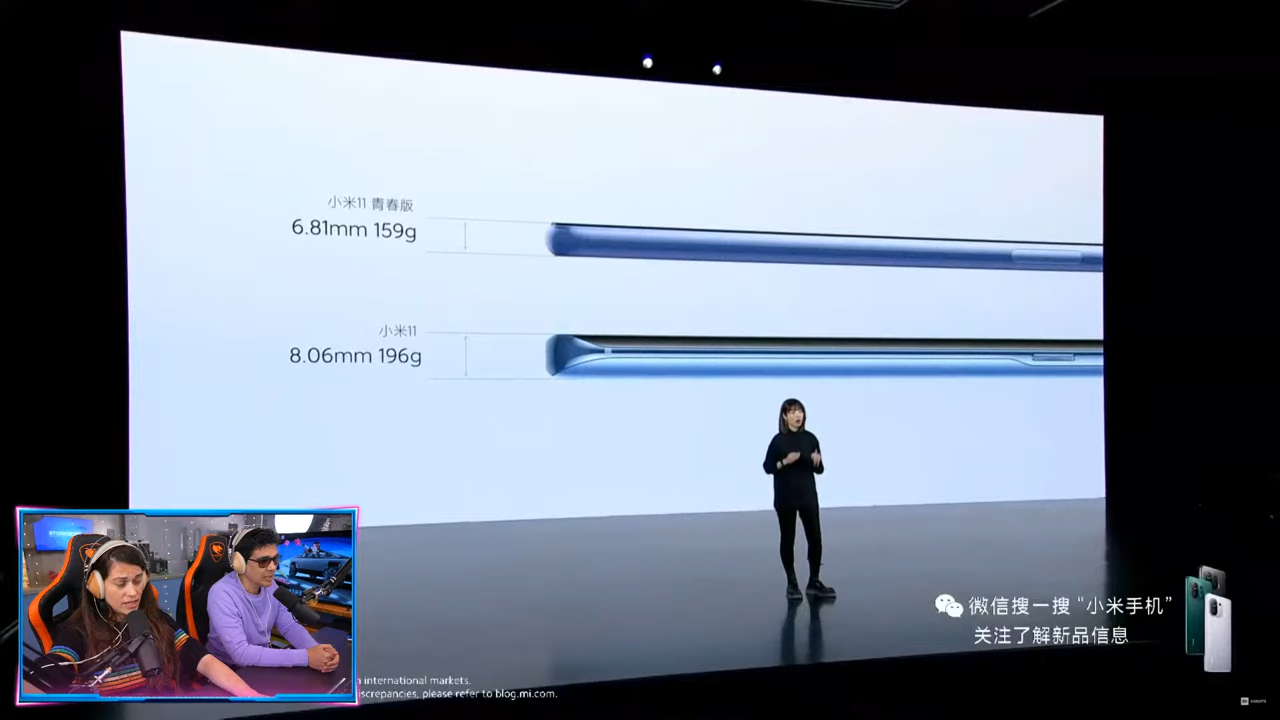 小米11 青春版
6.81mm 159g
小米11
8.06mm 196g
微信搜一搜 “小米手机”
关注了解新品信息
international markets.
iscrepancies, please refer to blog.mi.com.